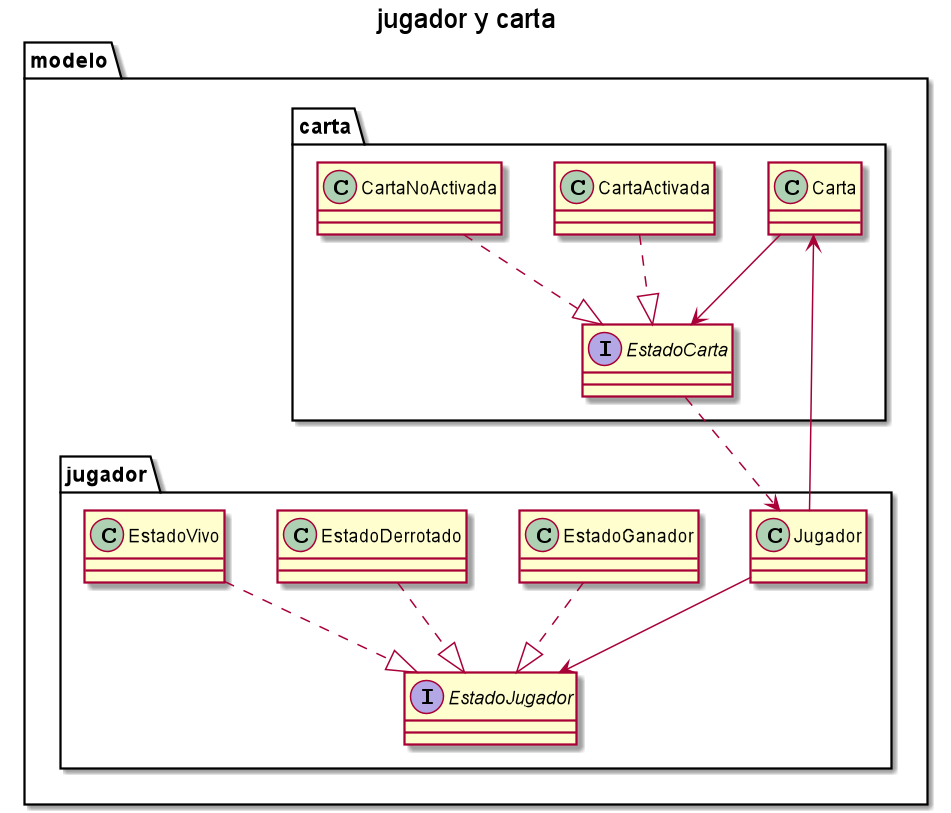 jugador y carta
modelo
carta
C CartaNoActivada
C CartaActivada
C Carta
I EstadoCarta
jugador
C EstadoVivo
C EstadoDerrotado
C EstadoGanador
C Jugador
I EstadoJugador